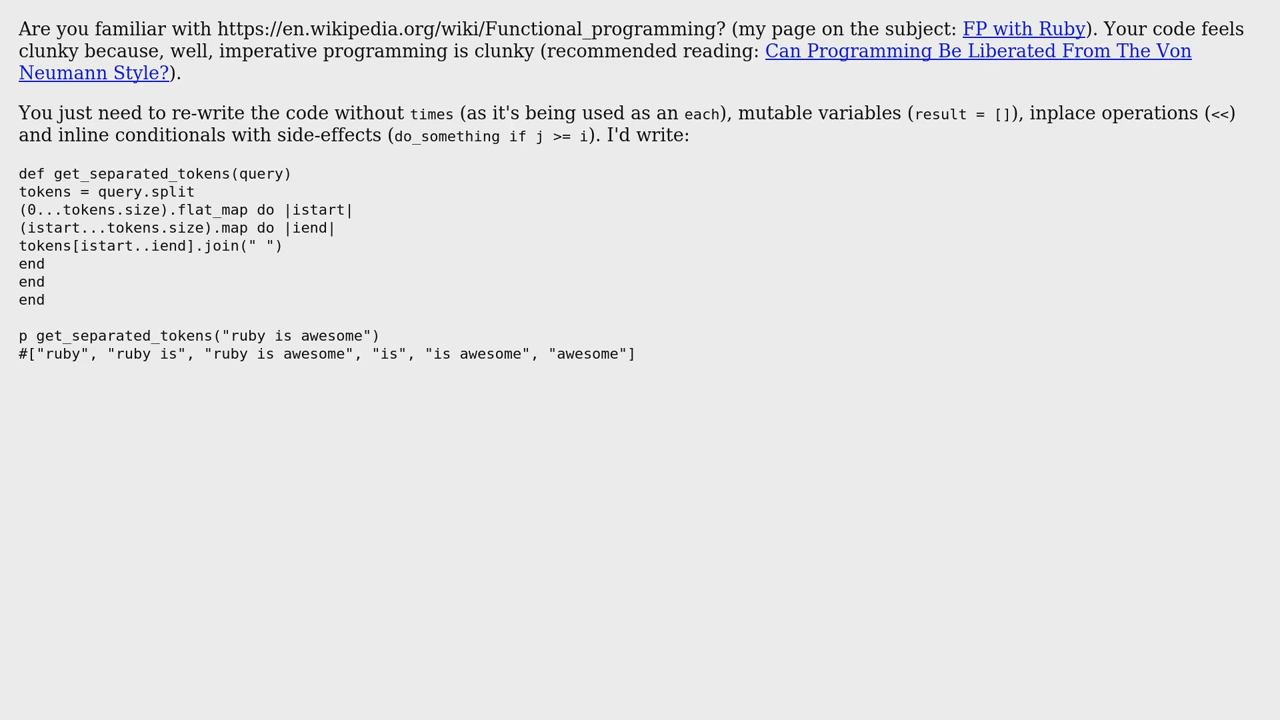 Are you familiar with https://en.wikipedia.org/wiki/Functional_programming? (my page on the subject: FP with Ruby). Your code feels
clunky because, well, imperative programming is clunky (recommended reading: Can Programming Be Liberated From The Von
Neumann Style?).
You just need to re-write the code without times (as it's being used as an each), mutable variables (result = []), inplace operations (<<)
and inline conditionals with side-effects (do_something if j >= i). I'd write:
def get_separated_tokens(query)
tokens = query.split
(0...tokens.size).flat_map do |istart|
(istart...tokens.size).map do |iend|
tokens[istart..iend].join(" ")
end
end
end
p get_separated_tokens("ruby is awesome")
#["ruby", "ruby is", "ruby is awesome", "is", "is awesome", "awesome"]